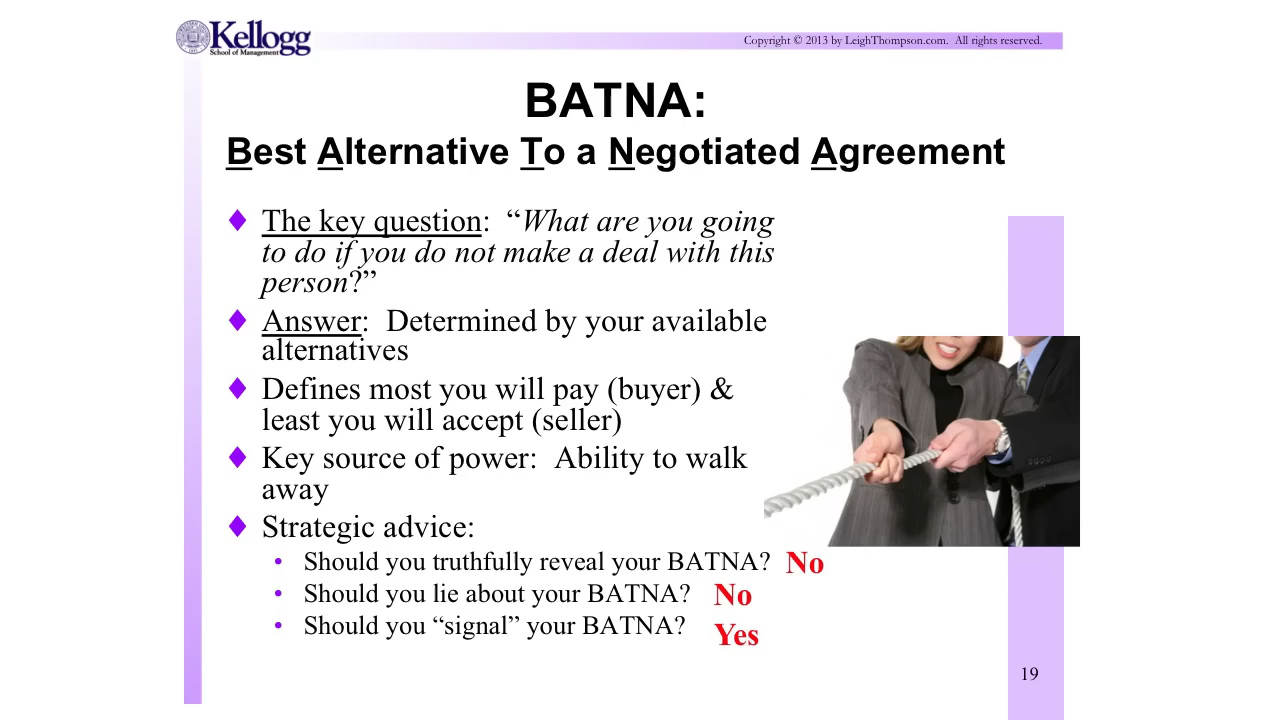 Kellogg
School of Management
Copyright © 2013 by LeighThompson.com. All rights reserved.
BATNA:
Best Alternative To a Negotiated Agreement
The key question: “What are you going
to do if you do not make a deal with this
person?”
Answer: Determined by your available
alternatives
Defines most you will pay (buyer) &
least you will accept (seller)
Key source of power: Ability to walk
away
Strategic advice:
Should you truthfully reveal your BATNA? No
Should you lie about your BATNA? No
Should you “signal” your BATNA? Yes
19